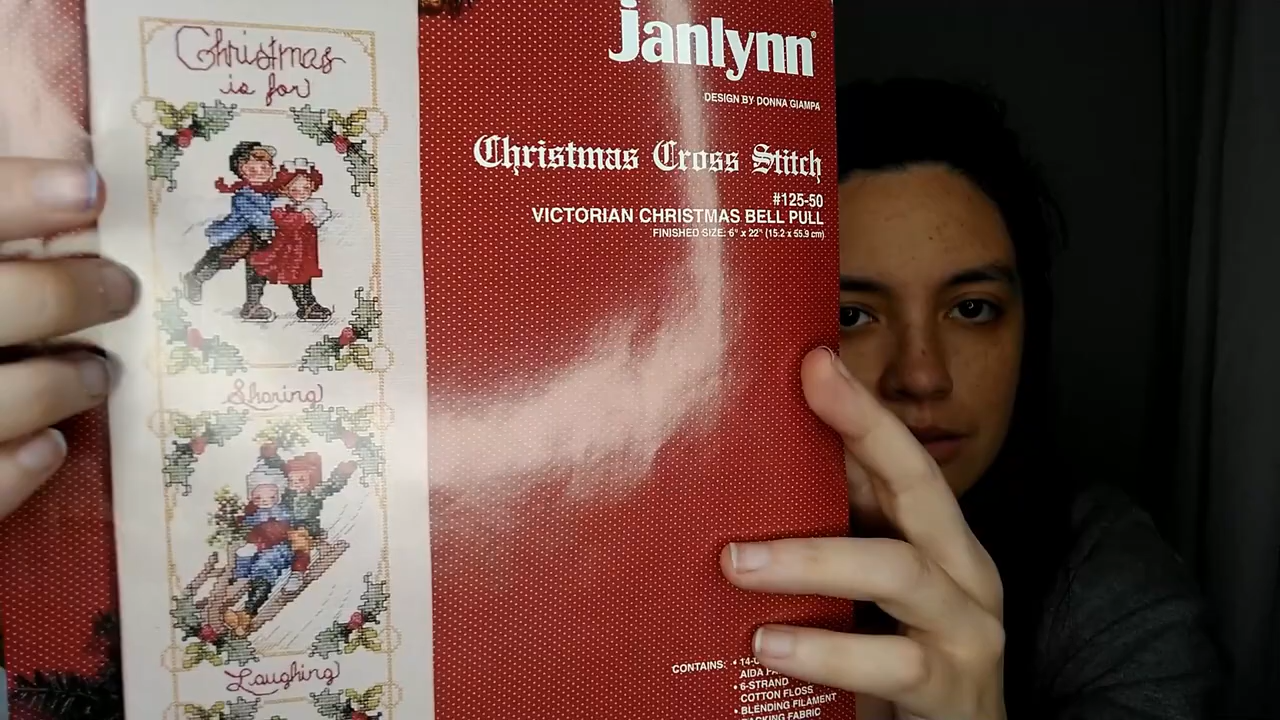 Christmas
is for
Sharing
Laughing
janlynn®
DESIGN BY DONNA GIAMPA
Christmas Cross Stitch
#125-50
VICTORIAN CHRISTMAS BELL PULL
FINISHED SIZE: 6" x 22" (15.2 x 55.9 cm)
CONTAINS: •
AIDA
• 6-STRAND
COTTON FLOSS
• BLENDING FILAMENT
FABRIC